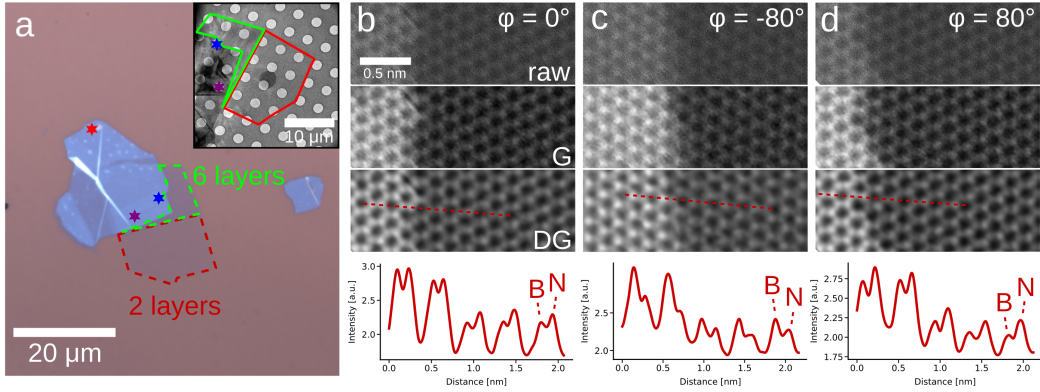 a
10 µm
6 layers
2 layers
20 µm
b
φ = 0°
raw
0.5 nm
G
DG
c
φ = -80°
d
φ = 80°
3.0
2.5
2.0
Intensity [a.u.]
B N
0.0 0.5 1.0 1.5 2.0
Distance [nm]
3.0
2.5
2.0
Intensity [a.u.]
B N
0.0 0.5 1.0 1.5 2.0
Distance [nm]
2.75
2.50
2.25
2.00
1.75
Intensity [a.u.]
B N
0.0 0.5 1.0 1.5 2.0
Distance [nm]